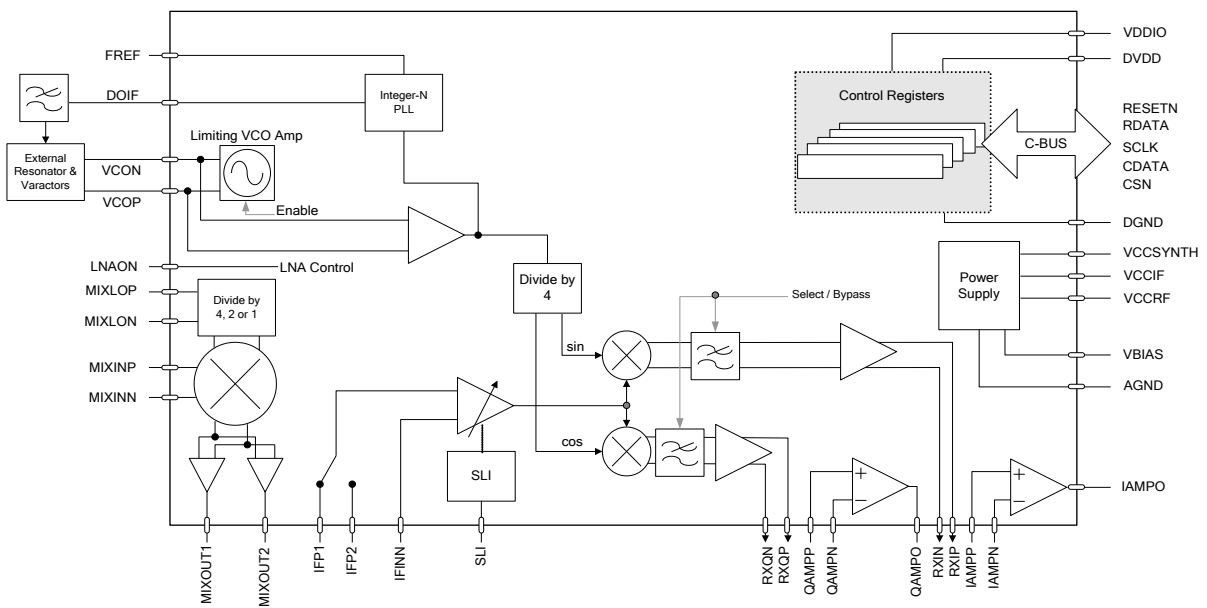 FREF
DOIF
External
Resonator &
Varactors
VCON
VCOP
Limiting VCO Amp
Enable
Integer-N
PLL
LNAON
LNA Control
MIXLOP
MIXLON
Divide by
4, 2 or 1
MIXINP
MIXINN
Divide by
4
sin
cos
Select / Bypass
SLI
Control Registers
C-BUS
VDDIO
DVDD
RESETN
RDATA
SCLK
CDATA
CSN
DGND
Power
Supply
VCCSYNTH
VCCIF
VCCRF
VBIAS
AGND
+
−
+
−
IAMPO
MIXOUT1
MIXOUT2
IFP1
IFP2
IFINN
SLI
RXQN
RXQP
QAMPP
QAMPN
QAMPO
RXIN
RXIP
IAMPP
IAMPN